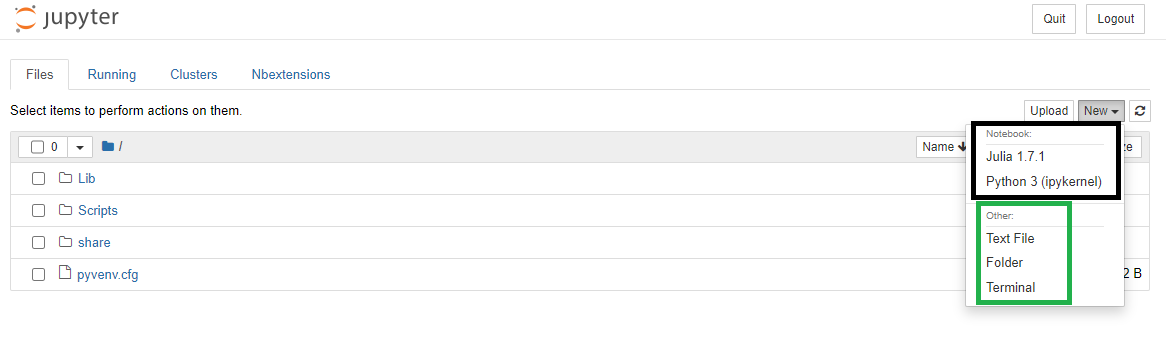 jupyter
Quit Logout
Files Running Clusters Nbextensions
Select items to perform actions on them.
Upload New
0 / Name
Notebook:
Julia 1.7.1
Python 3 (ipykernel)
Lib
Scripts
share
Other:
Text File
Folder
Terminal
pyvenv.cfg 2 B